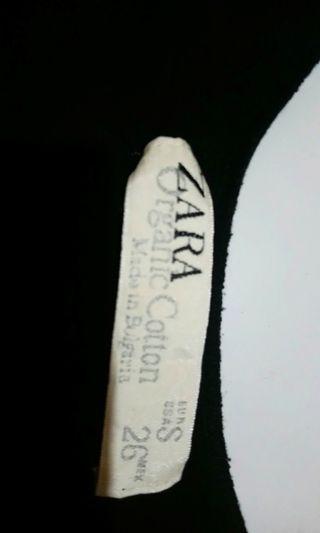 ZARA
Organic Cotton
Made in Bulgaria
EUR
USA S
MEX 26